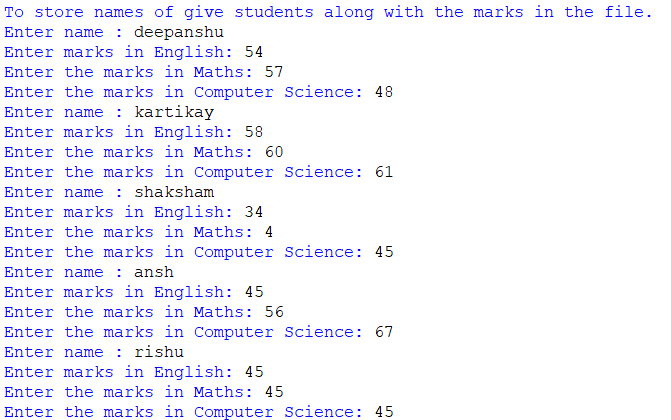 To store names of give students along with the marks in the file.
Enter name : deepanshu
Enter marks in English: 54
Enter the marks in Maths: 57
Enter the marks in Computer Science: 48
Enter name : kartikay
Enter marks in English: 58
Enter the marks in Maths: 60
Enter the marks in Computer Science: 61
Enter name : shaksham
Enter marks in English: 34
Enter the marks in Maths: 4
Enter the marks in Computer Science: 45
Enter name : ansh
Enter marks in English: 45
Enter the marks in Maths: 56
Enter the marks in Computer Science: 67
Enter name : rishu
Enter marks in English: 45
Enter the marks in Maths: 45
Enter the marks in Computer Science: 45